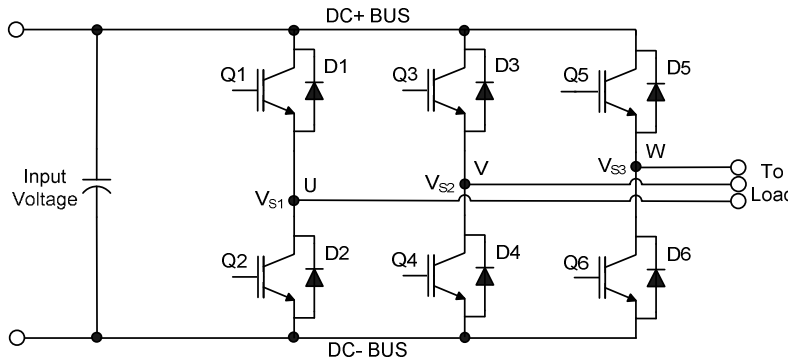 DC+ BUS
Q1
D1
Q3
D3
Q5
D5
Input
Voltage
VS1
U
VS2
V
VS3
W
To
Load
Q2
D2
Q4
D4
Q6
D6
DC- BUS